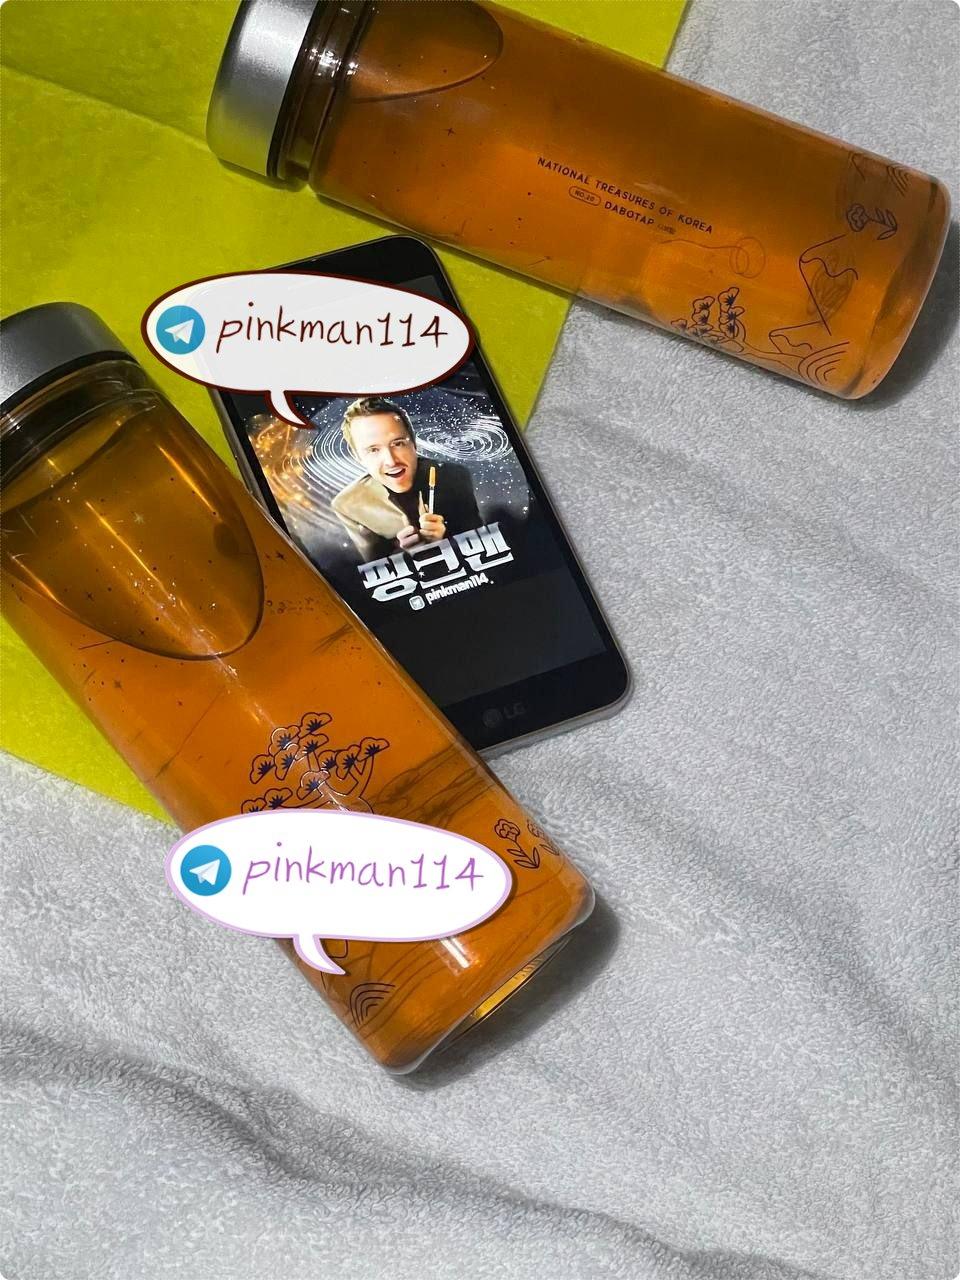 NATIONAL TREASURES OF KOREA
NO.20 DABOTAP
pinkman114
핑크맨
pinkman114
LG
pinkman114